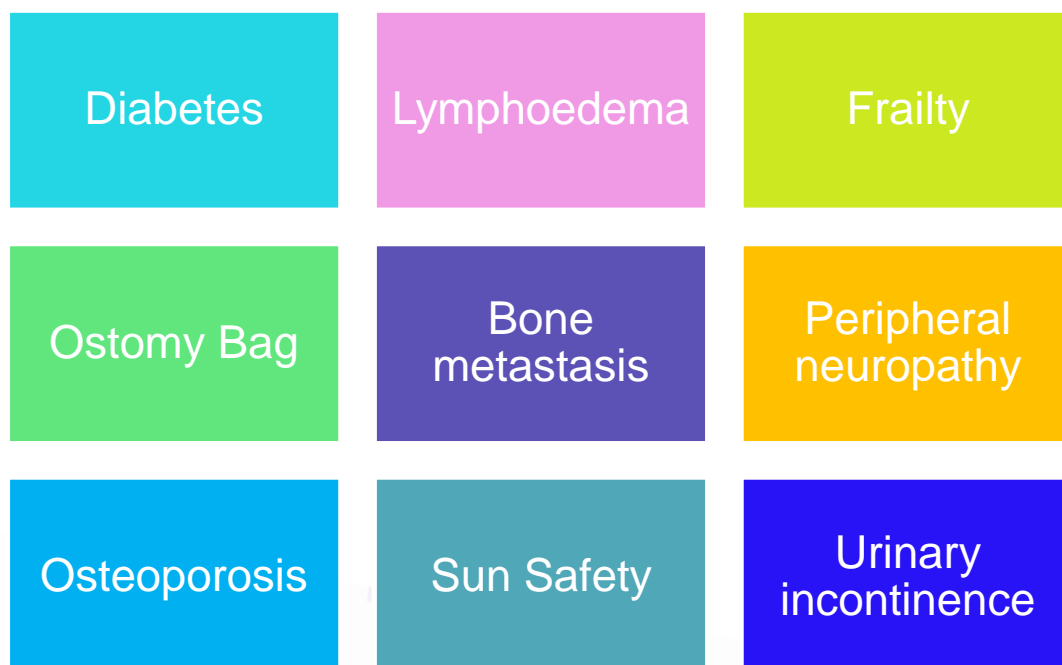 Diabetes
Lymphoedema
Frailty
Ostomy Bag
Bone
metastasis
Peripheral
neuropathy
Osteoporosis
Sun Safety
Urinary
incontinence